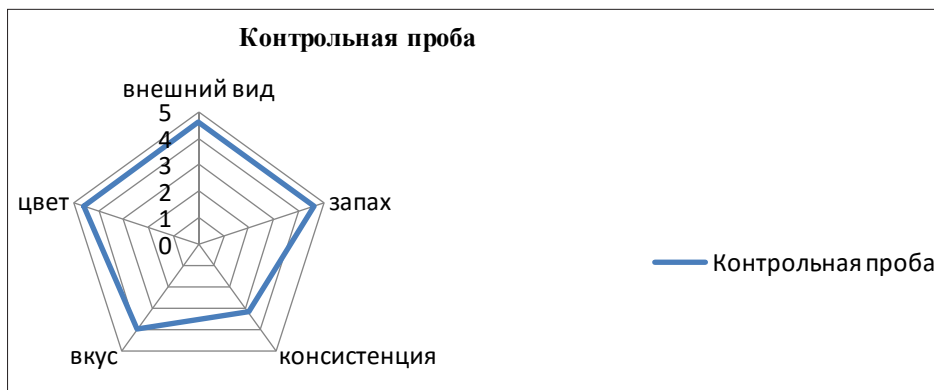 Контрольная проба
внешний вид
5
4
3
2
1
0
цвет
запах
вкус
консистенция
Контрольная проба